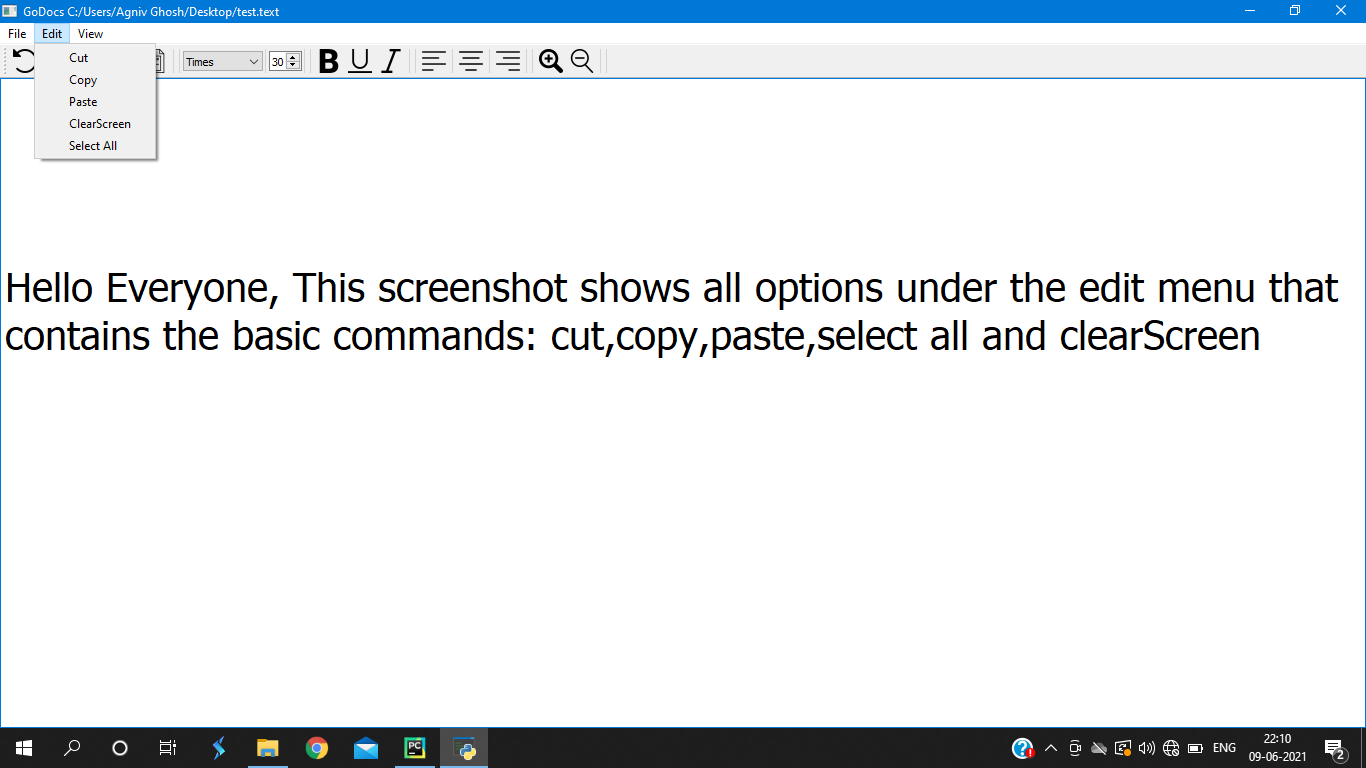 GoDocs C:/Users/Agniv Ghosh/Desktop/test.text
File Edit View
Times 30 B U I
Cut
Copy
Paste
ClearScreen
Select All
Hello Everyone, This screenshot shows all options under the edit menu that
contains the basic commands: cut,copy,paste,select all and clearScreen
PC
ENG
22:10
09-06-2021
2